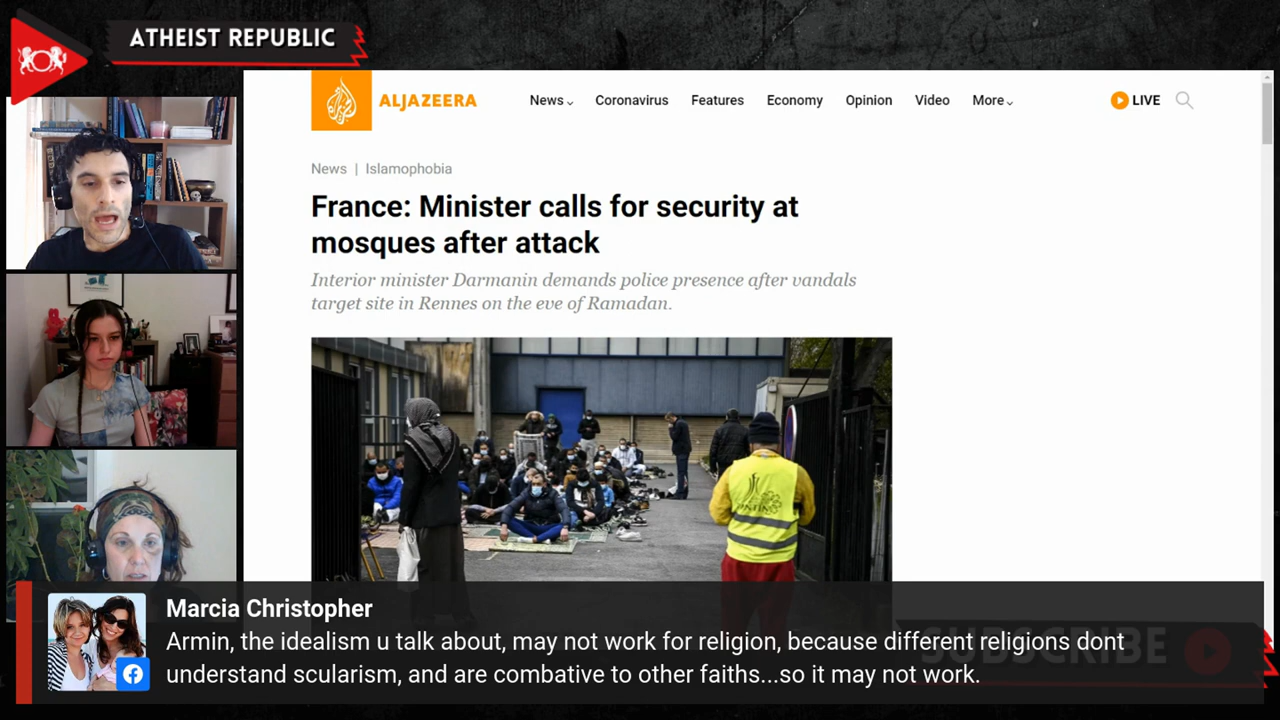 ATHEIST REPUBLIC
ALJAZEERA
News Coronavirus Features Economy Opinion Video More LIVE
News | Islamophobia
France: Minister calls for security at
mosques after attack
Interior minister Darmanin demands police presence after vandals
target site in Rennes on the eve of Ramadan.
Marcia Christopher
Armin, the idealism u talk about, may not work for religion, because different religions dont
SUBSCRIBE
understand scularism, and are combative to other faiths...so it may not work.